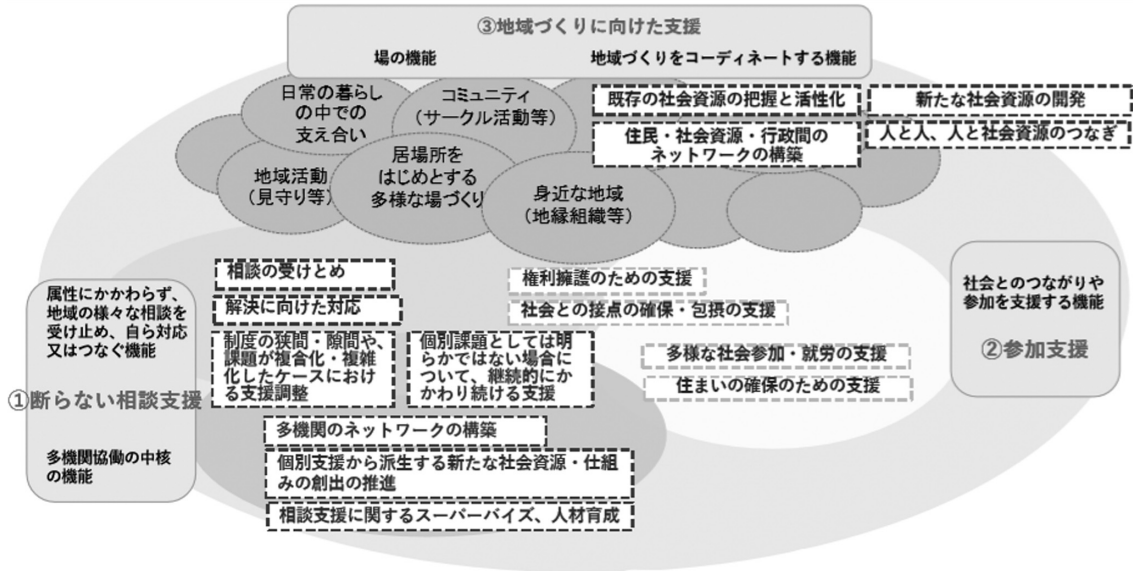 ③地域づくりに向けた支援
場の機能
地域づくりをコーディネートする機能
日常の暮らし
の中での
支え合い
コミュニティ
（サークル活動等）
地域活動
（見守り等）
居場所を
はじめとする
多様な場づくり
身近な地域
（地縁組織等）
既存の社会資源の把握と活性化
新たな社会資源の開発
住民・社会資源・行政間の
ネットワークの構築
人と人、人と社会資源のつなぎ
属性にかかわらず、
地域の様々な相談を
受け止め、自ら対応
又はつなぐ機能
①断らない相談支援
多機関協働の中核
の機能
相談の受けとめ
解決に向けた対応
制度の狭間・隙間や、
課題が複合化・複雑
化したケースにおけ
る支援調整
個別課題としては明
らかではない場合に
ついて、継続的にか
かわり続ける支援
多機関のネットワークの構築
個別支援から派生する新たな社会資源・仕組
みの創出の推進
相談支援に関するスーパーバイズ、人材育成
権利擁護のための支援
社会との接点の確保・包摂の支援
多様な社会参加・就労の支援
住まいの確保のための支援
社会とのつながりや
参加を支援する機能
②参加支援